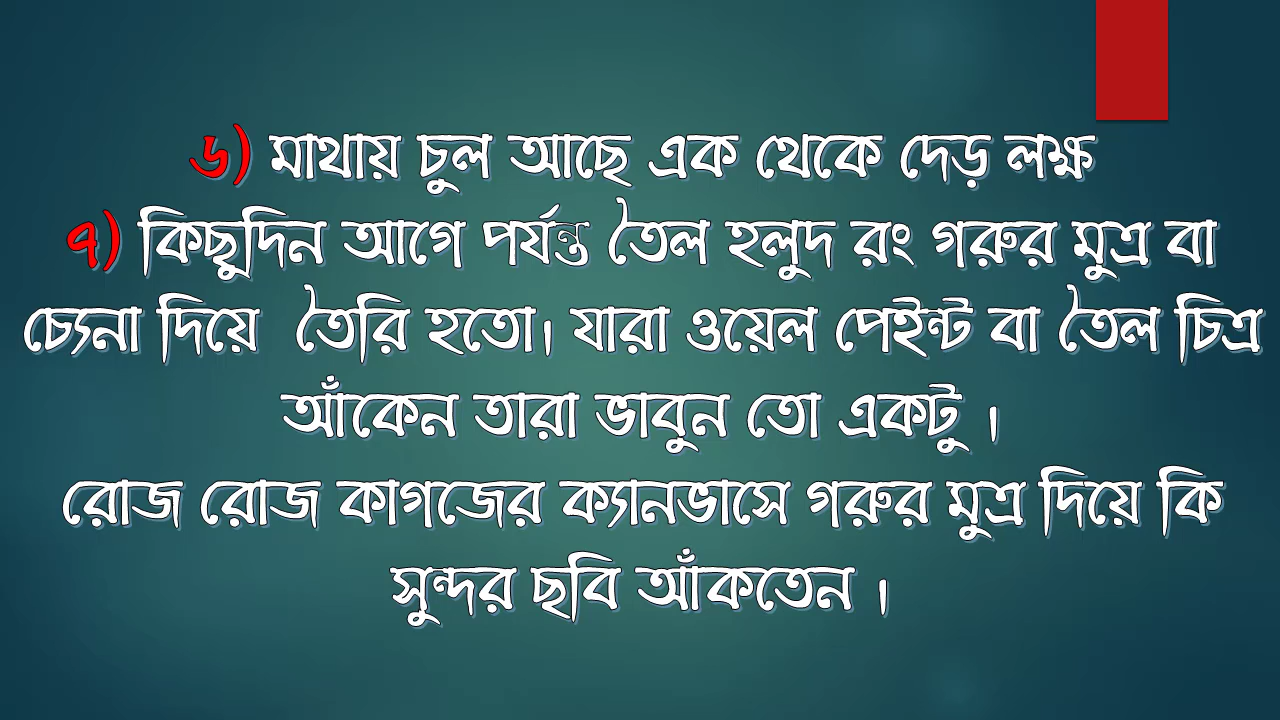 ৬) মাথায় চুল আছে এক থেকে দেড় লক্ষ
৭) কিছুদিন আগে পর্যন্ত তৈল হলুদ রং গরুর মুত্র বা
চ্যেনা দিয়ে তৈরি হতো। যারা ওয়েল পেইন্ট বা তৈল চিত্র
আঁকেন তারা ভাবুন তো একটু ।
রোজ রোজ কাগজের ক্যানভাসে গরুর মুত্র দিয়ে কি
সুন্দর ছবি আঁকতেন ।